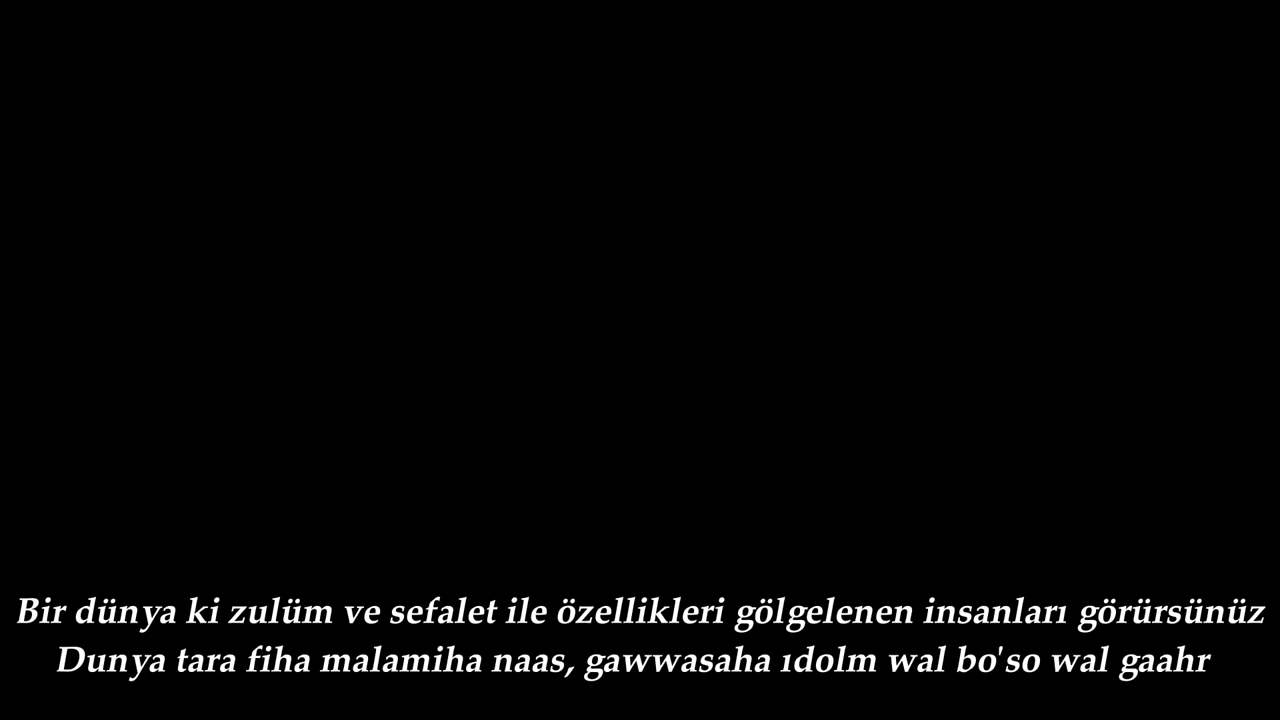 Bir dünya ki zulüm ve sefalet ile özellikleri gölgelenen insanları görürsünüz
Dunya tara fiha malamiha naas, gawwasaha ıdolm wal bo'so wal gaahr